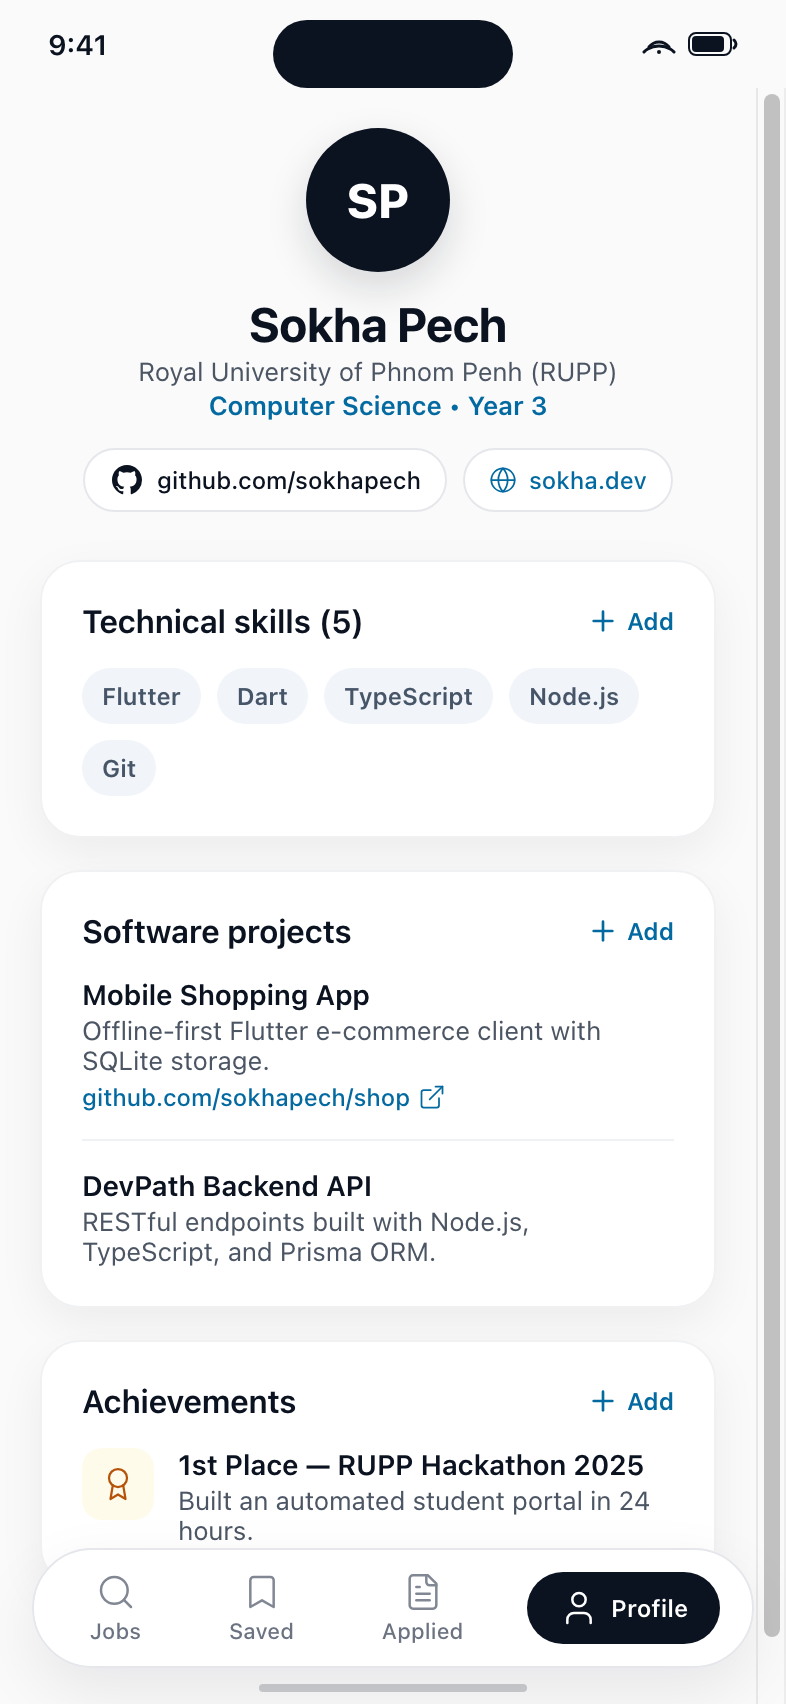 9:41
SP
Sokha Pech
Royal University of Phnom Penh (RUPP)
Computer Science • Year 3
github.com/sokhapech
sokha.dev
Technical skills (5)
Add
Flutter
Dart
TypeScript
Node.js
Git
Software projects
Add
Mobile Shopping App
Offline-first Flutter e-commerce client with
SQLite storage.
github.com/sokhapech/shop
DevPath Backend API
RESTful endpoints built with Node.js,
TypeScript, and Prisma ORM.
Achievements
Add
1st Place — RUPP Hackathon 2025
Built an automated student portal in 24
hours.
Jobs
Saved
Applied
Profile